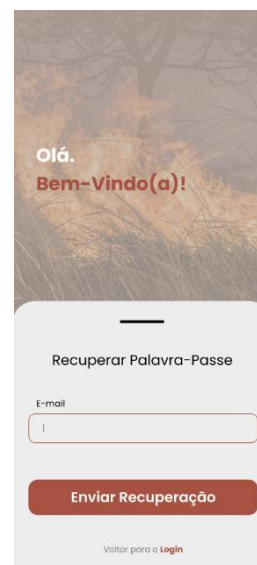 Olá.
Bem-Vindo(a)!
Recuperar Palavra-Passe
E-mail
Enviar Recuperação
Voltar para o Login